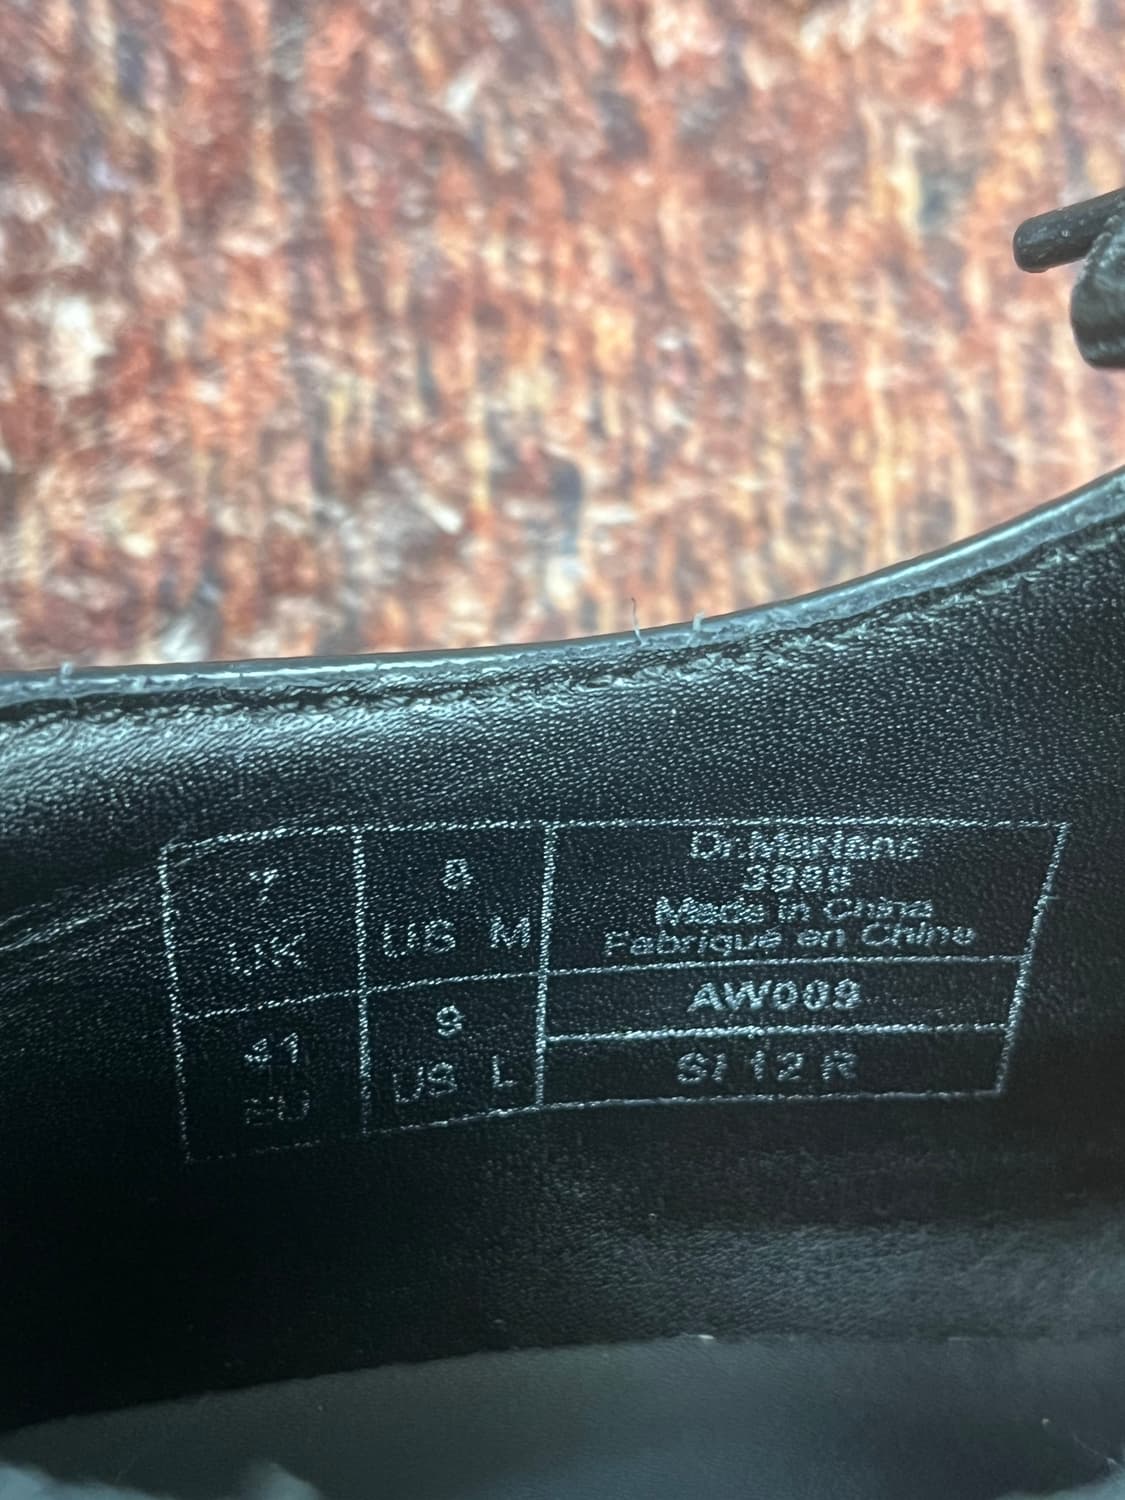 7
UK
8
US M
41
EU
9
US L
Dr.Martens
3989
Made in China
Fabrique en Chine
AW009
SI 12 R